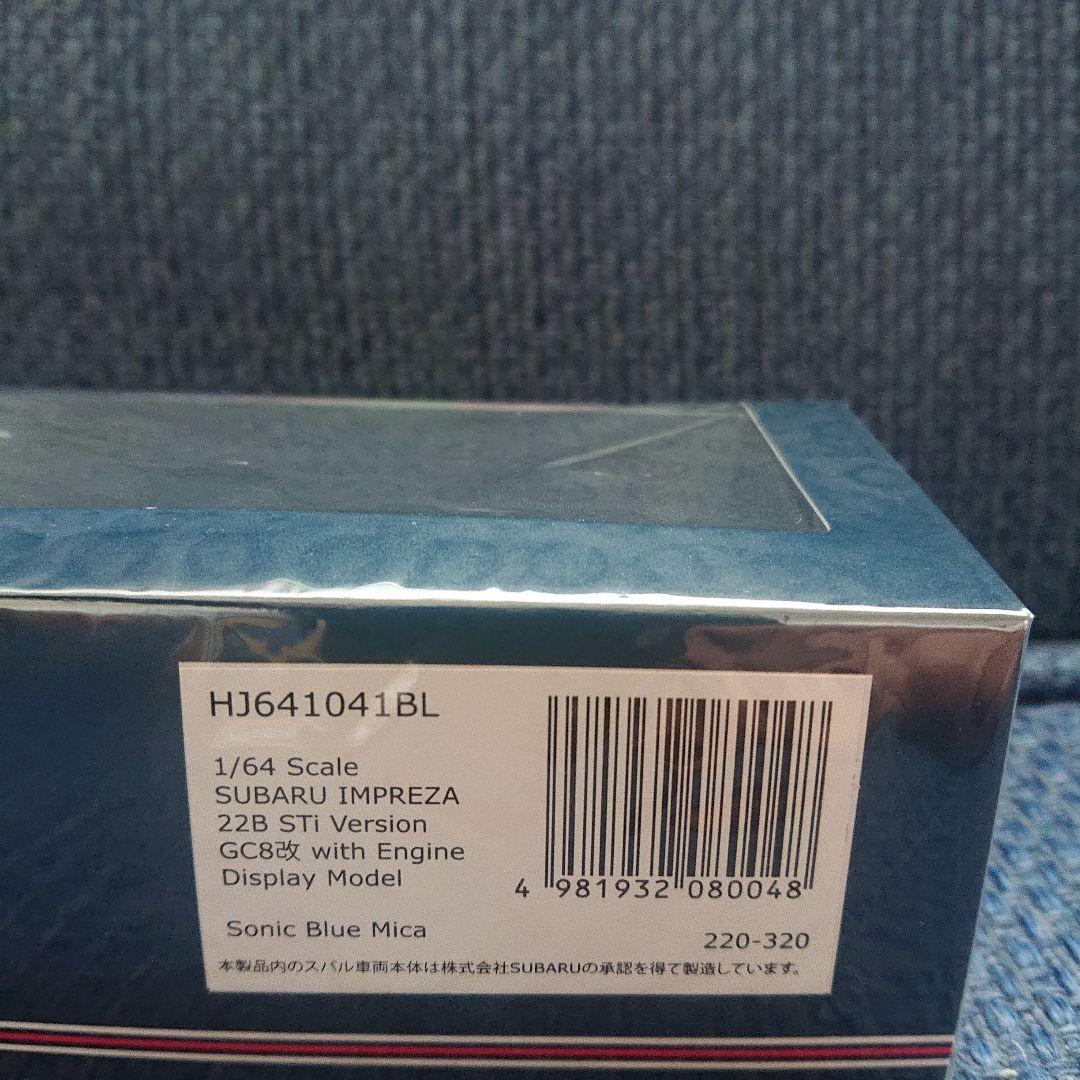 HJ641041BL
1/64 Scale
SUBARU IMPREZA
22B STi Version
GC8改 with Engine
Display Model
Sonic Blue Mica
4 981932 080048
220-320
本製品内のスバル車両本体は株式会社SUBARUの承認を得て製造しています。